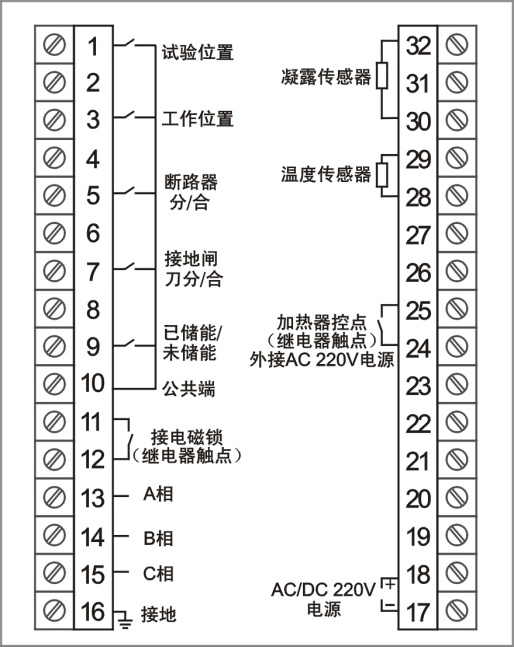 1
试验位置
2
3
工作位置
4
5
断路器
分/合
6
7
接地闸
刀分/合
8
9
已储能/
未储能
10
公共端
11
接电磁锁
（继电器触点）
12
13
A相
14
B相
15
C相
16
接地
32
凝露传感器
31
30
29
温度传感器
28
27
26
25
加热器控点
（继电器触点）
外接AC 220V电源
24
23
22
21
20
19
18
+
AC/DC 220V
电源
−
17